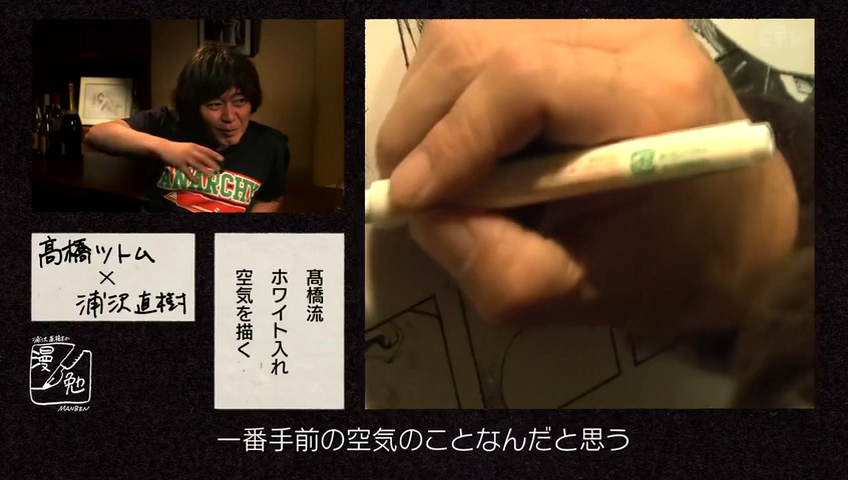 ANARCHY
髙橋ツトム
×
浦沢直樹
髙橋流
ホワイト入れ
空気を描く
浦沢直樹の
漫
勉
MANBEN
一番手前の空気のことなんだと思う